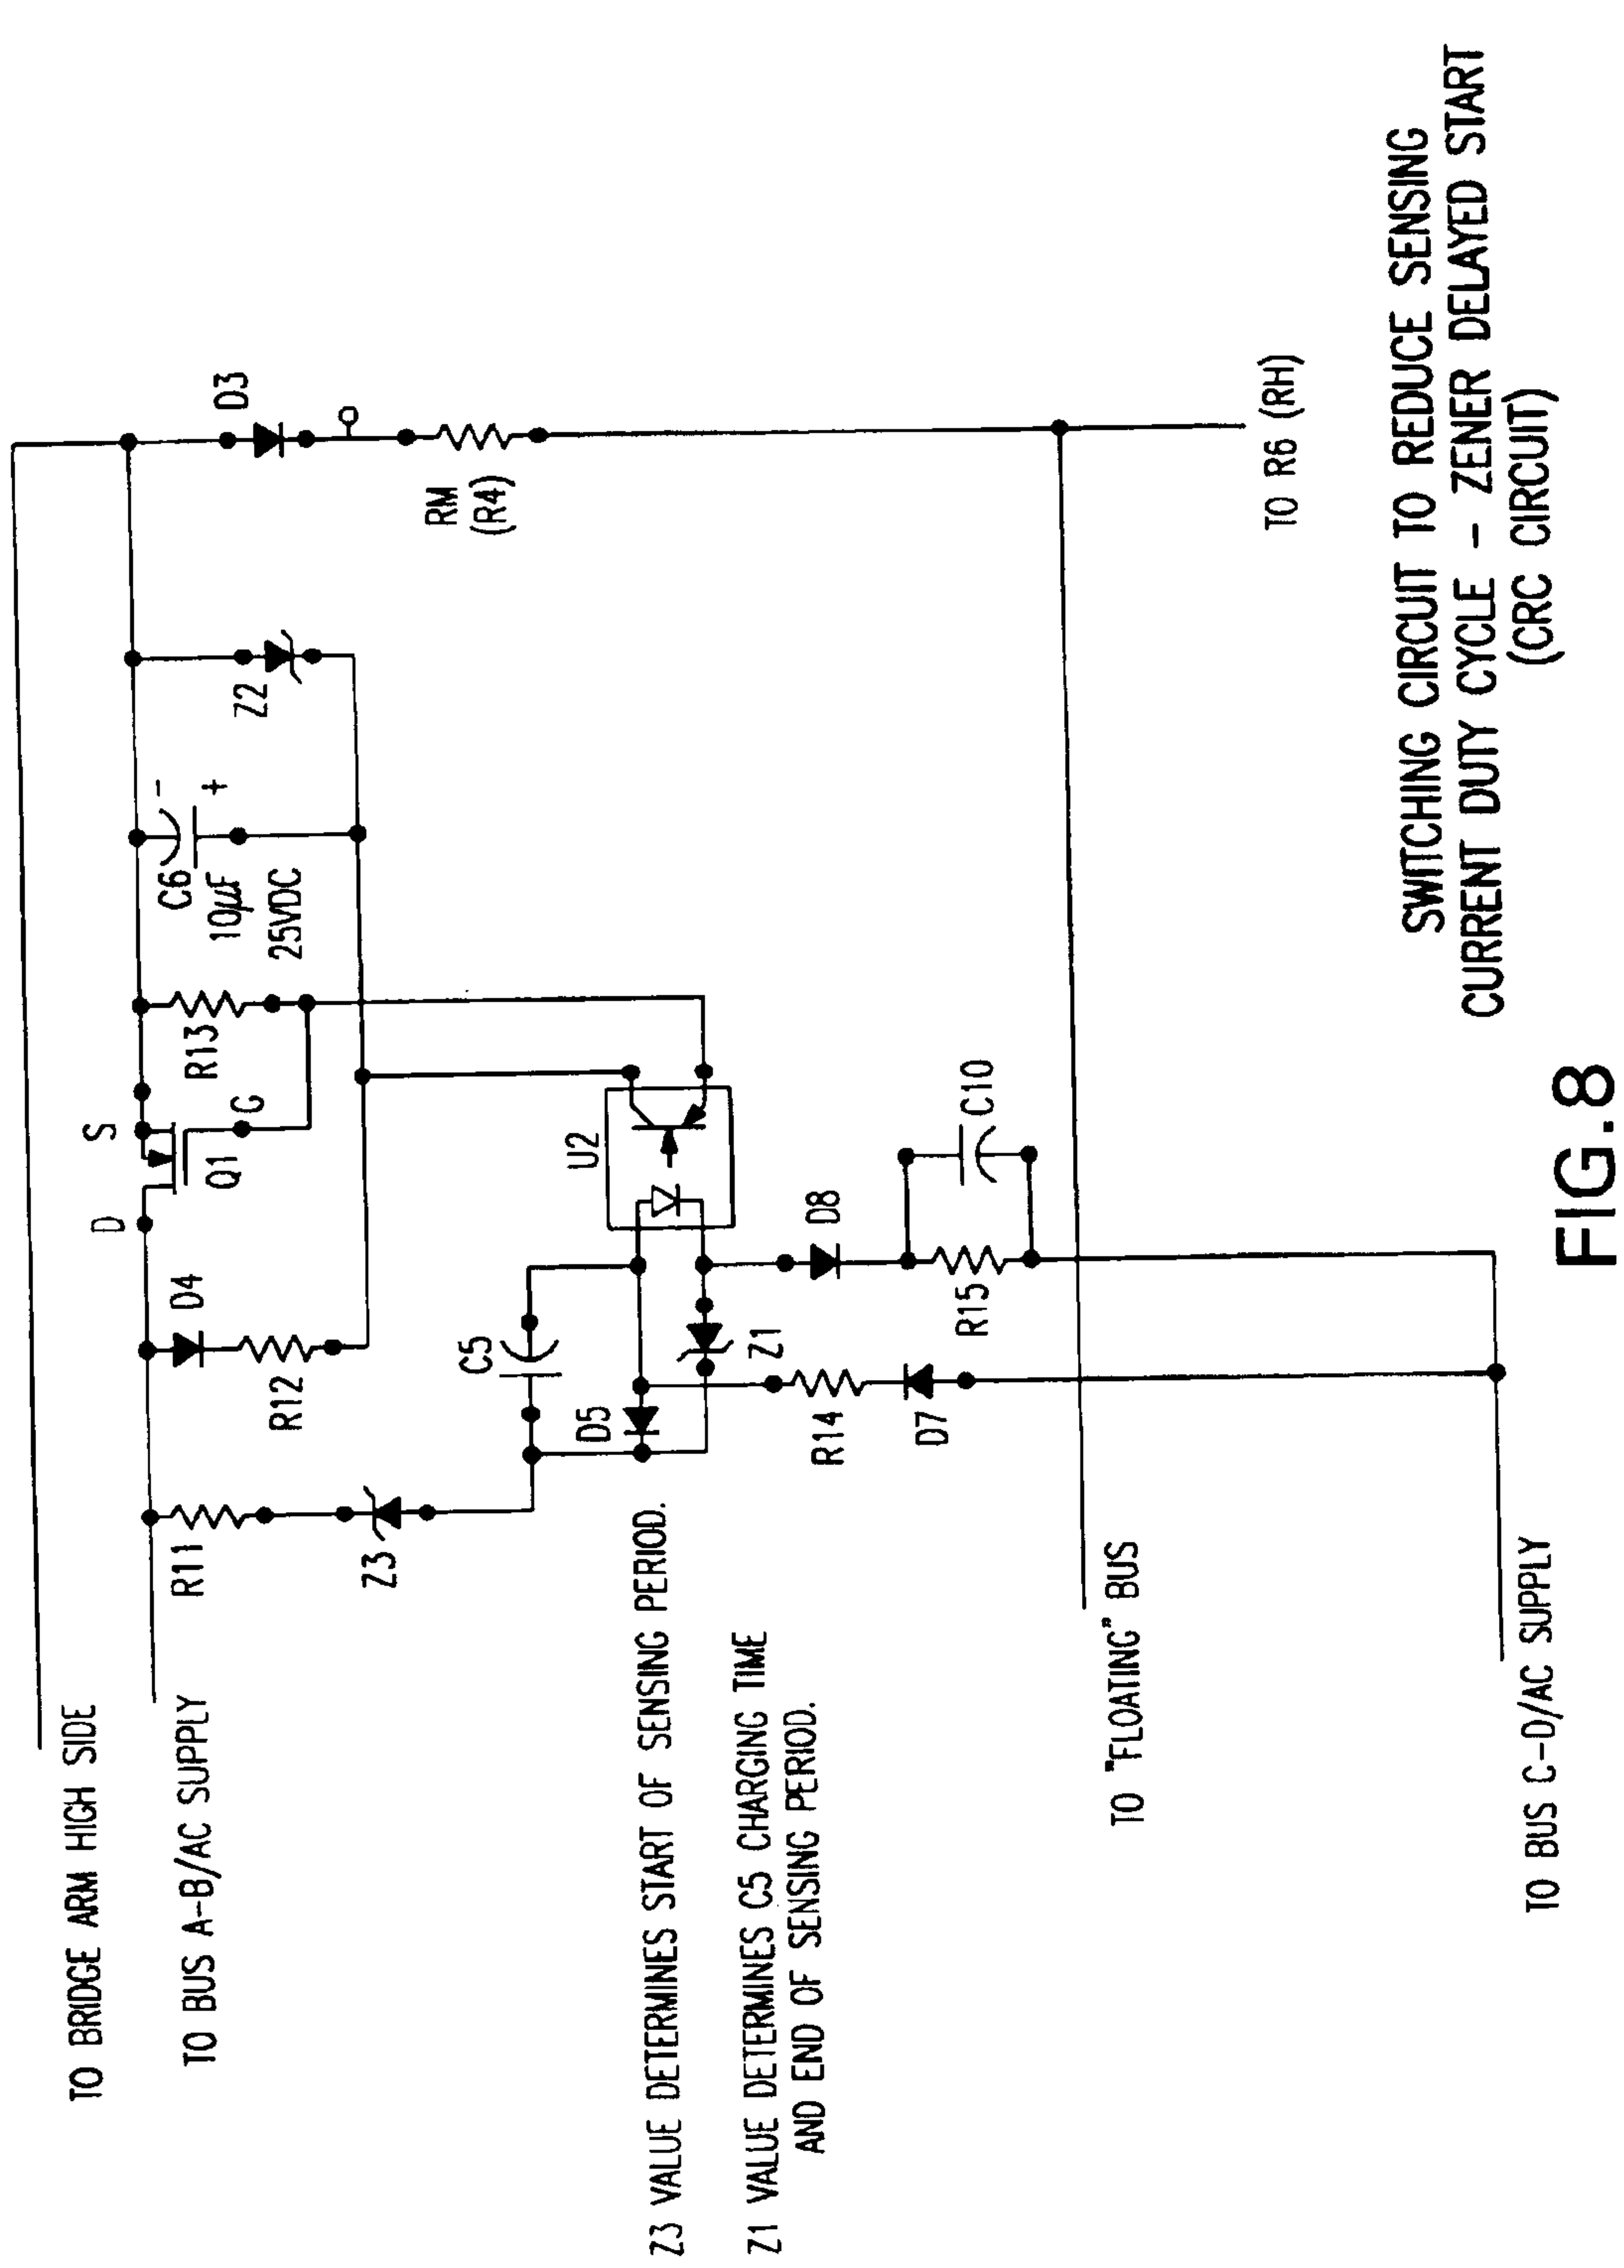 TO BRIDGE ARM HIGH SIDE
TO BUS A-B/AC SUPPLY
R11
Z3
D4
R12
D
S
G
Q1
R13
C6
10µF
25VDC
-
+
Z2
D3
RM
(R4)
C5
D5
Z1
U2
R14
D7
D8
R15
C10
Z3 VALUE DETERMINES START OF SENSING PERIOD.
Z1 VALUE DETERMINES C5 CHARGING TIME
AND END OF SENSING PERIOD.
TO "FLOATING" BUS
TO R6 (RH)
TO BUS C-D/AC SUPPLY
SWITCHING CIRCUIT TO REDUCE SENSING
CURRENT DUTY CYCLE - ZENER DELAYED START
(CRC CIRCUIT)
FIG.8